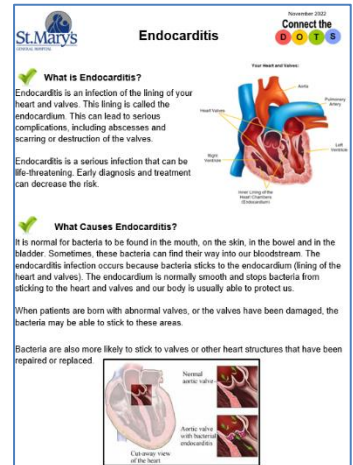 November 2022
St.Marys
GENERAL HOSPITAL
Endocarditis
Connect the
D O T S
Your Heart and Valves:
What is Endocarditis?
Endocarditis is an infection of the lining of your
heart and valves. This lining is called the
endocardium. This can lead to serious
complications, including abscesses and
scarring or destruction of the valves.
Endocarditis is a serious infection that can be
life-threatening. Early diagnosis and treatment
can decrease the risk.
Aorta
Pulmonary
Artery
Heart Valves
Left
Ventricle
Right
Ventricle
Inner Lining of the
Heart Chambers
(Endocardium)
What Causes Endocarditis?
It is normal for bacteria to be found in the mouth, on the skin, in the bowel and in the
bladder. Sometimes, these bacteria can find their way into our bloodstream. The
endocarditis infection occurs because bacteria sticks to the endocardium (lining of the
heart and valves). The endocardium is normally smooth and stops bacteria from
sticking to the heart and valves and our body is usually able to protect us.
When patients are born with abnormal valves, or the valves have been damaged, the
bacteria may be able to stick to these areas.
Bacteria are also more likely to stick to valves or other heart structures that have been
repaired or replaced.
Normal
aortic valve
Aortic valve
with bacterial
endocarditis
Cut-away view
of the heart